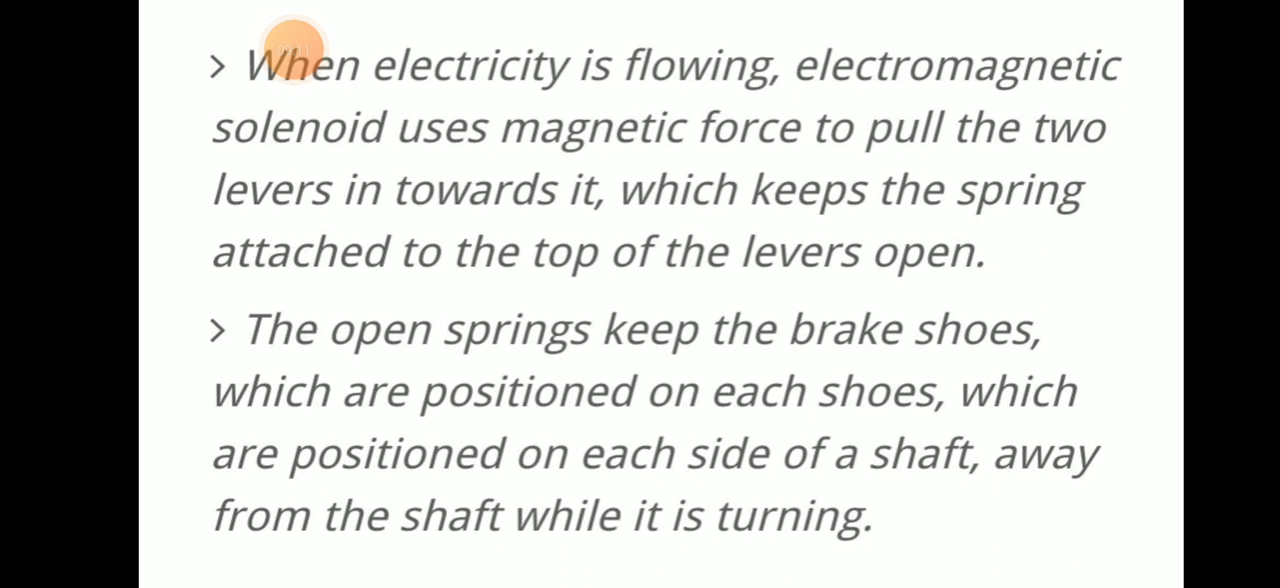 > When electricity is flowing, electromagnetic
solenoid uses magnetic force to pull the two
levers in towards it, which keeps the spring
attached to the top of the levers open.
> The open springs keep the brake shoes,
which are positioned on each shoes, which
are positioned on each side of a shaft, away
from the shaft while it is turning.